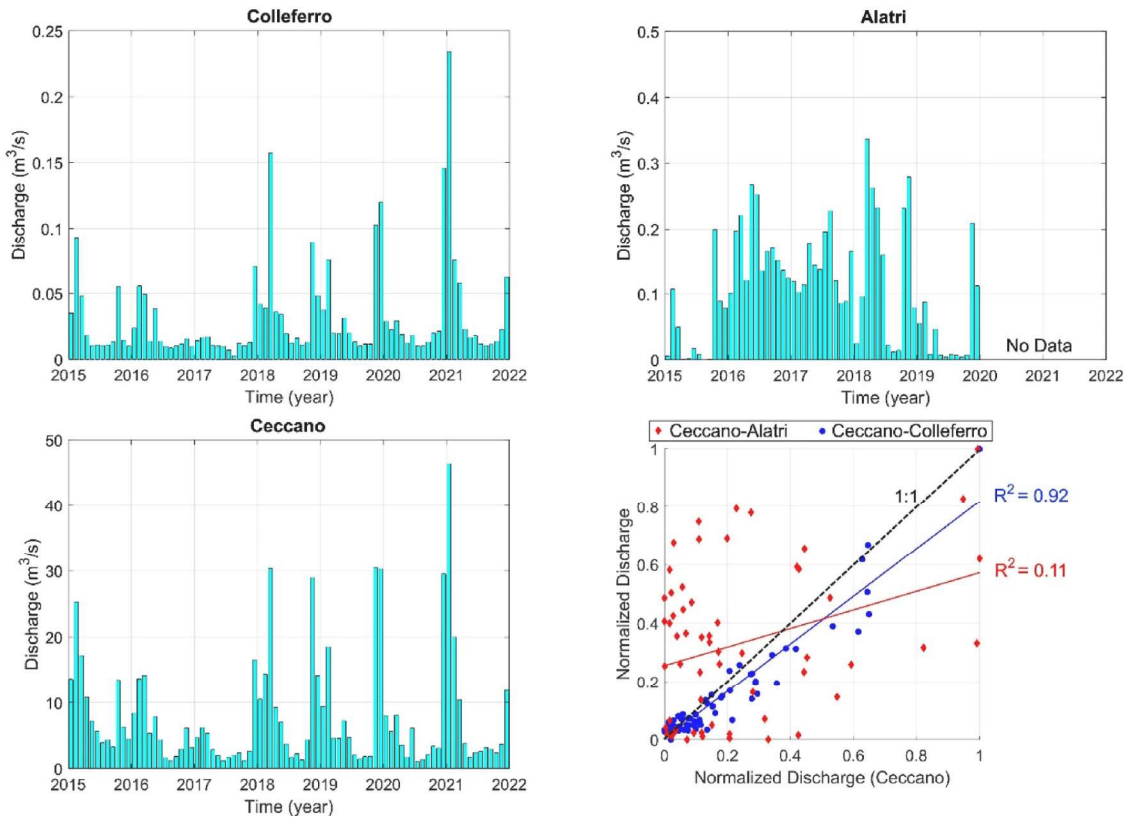 Colleferro
0.25
0.2
0.15
0.1
0.05
0
Discharge (m³/s)
2015 2016 2017 2018 2019 2020 2021 2022
Time (year)
Alatri
0.5
0.4
0.3
0.2
0.1
0
Discharge (m³/s)
No Data
2015 2016 2017 2018 2019 2020 2021 2022
Time (year)
Ceccano
50
40
30
20
10
0
Discharge (m³/s)
2015 2016 2017 2018 2019 2020 2021 2022
Time (year)
Ceccano-Alatri Ceccano-Colleferro
1
0.8
0.6
0.4
0.2
0
Normalized Discharge
1:1
R² = 0.92
R² = 0.11
0 0.2 0.4 0.6 0.8 1
Normalized Discharge (Ceccano)